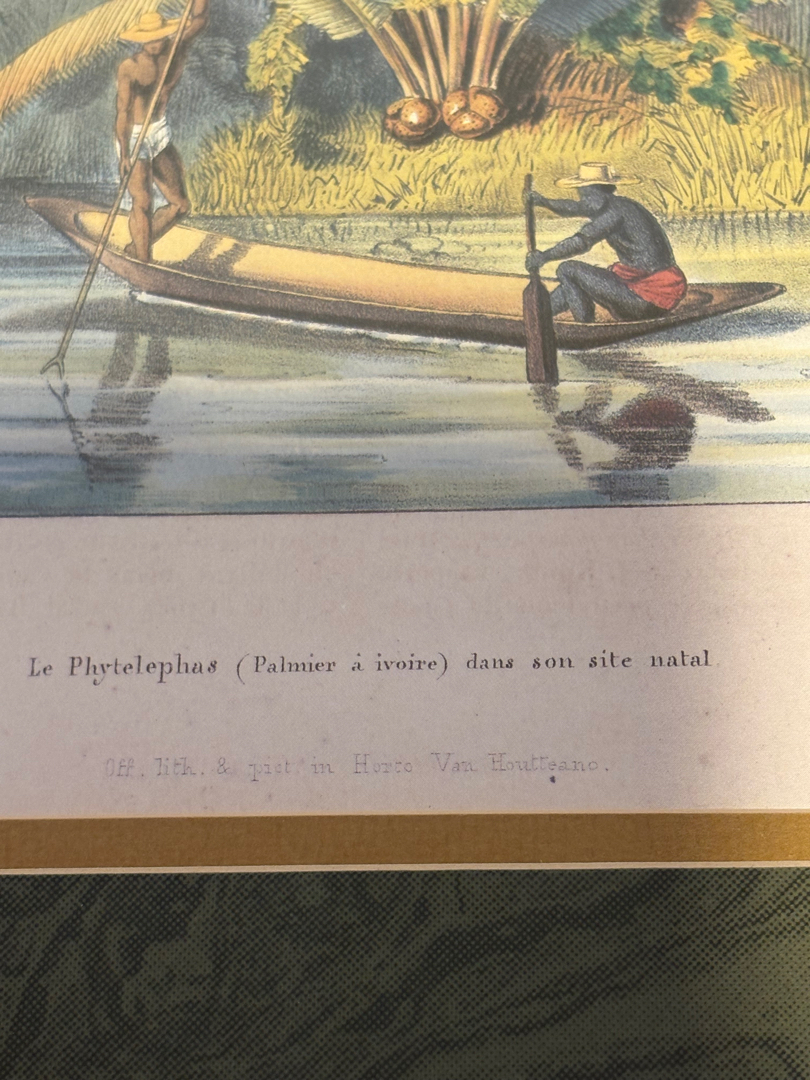 Le Phytelephas (Palmier à ivoire) dans son site natal
Off. lith. & pict. in Horto Van Houtteano.